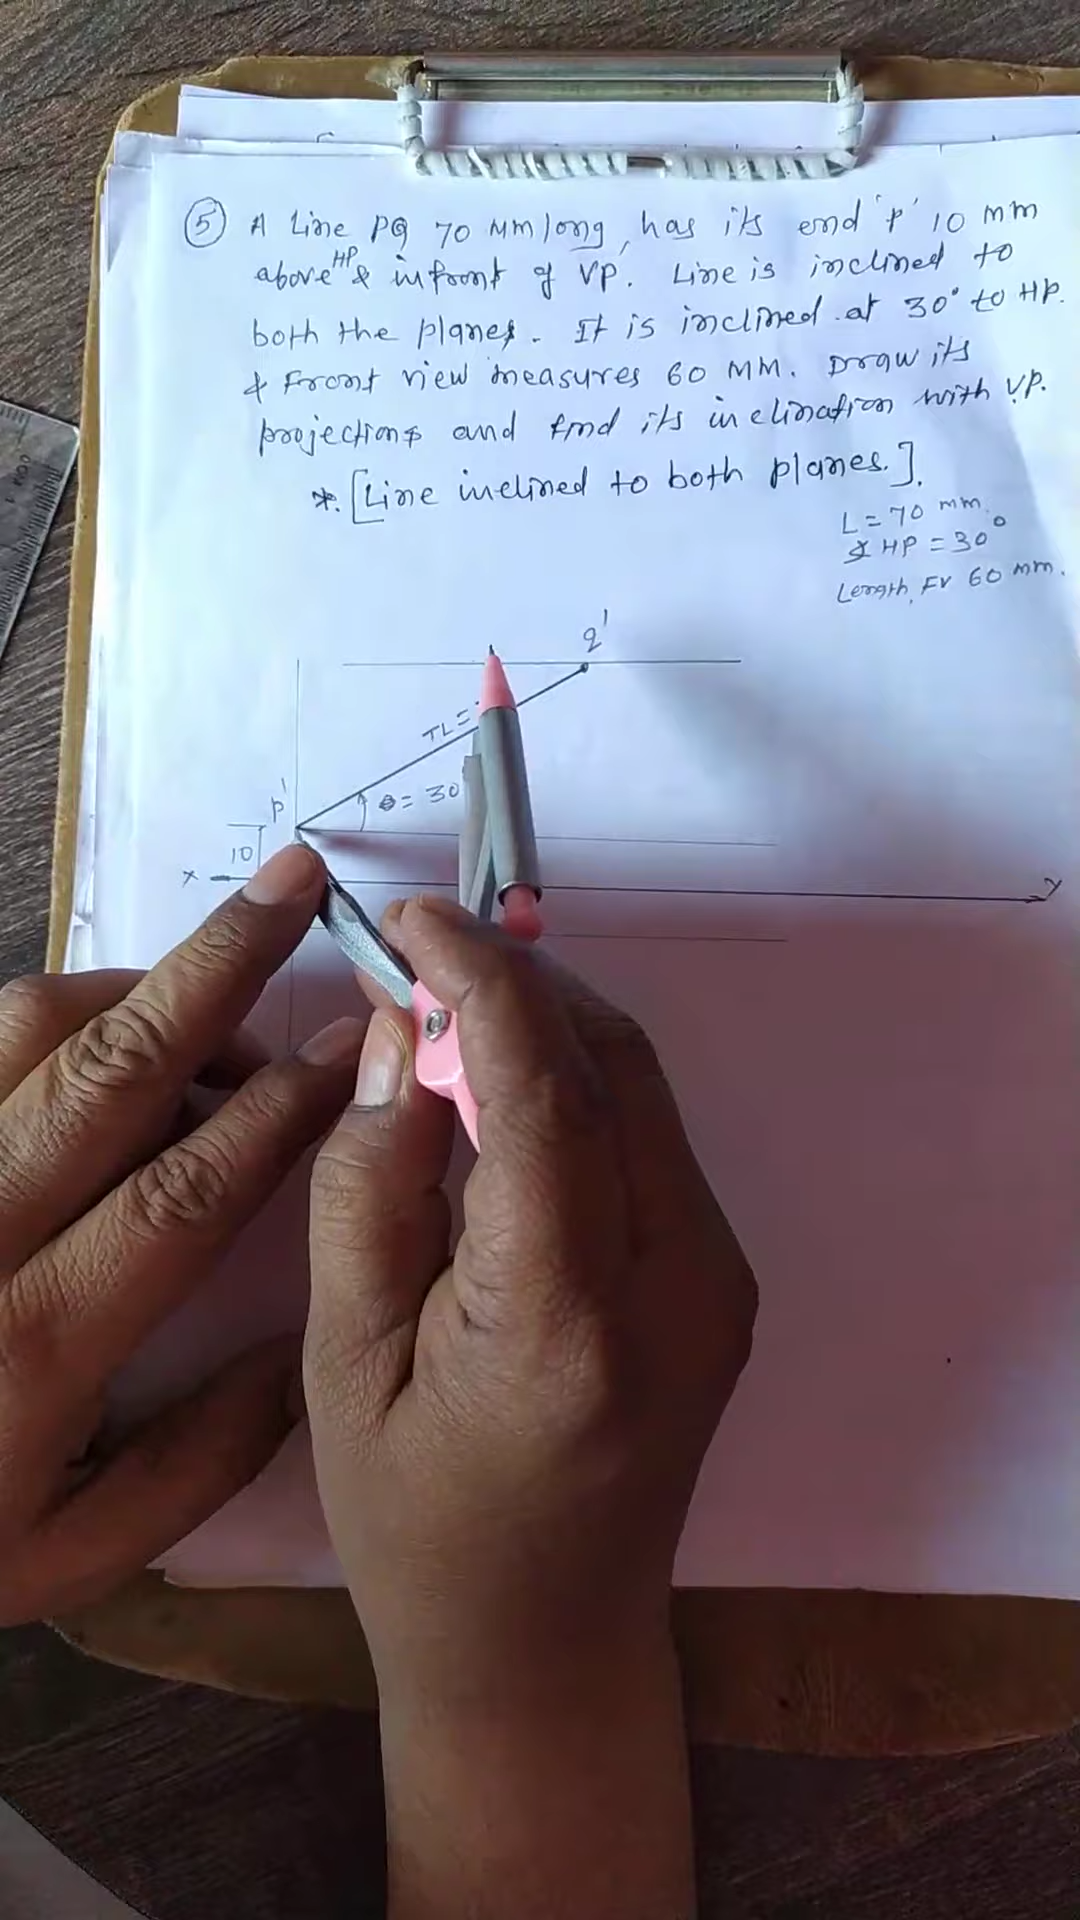 5 A Line PQ 70 MM long, has its end 'p' 10 mm
above HP & infront of VP. Line is inclined to
both the planes. It is inclined at 30° to HP.
& Front view measures 60 MM. Draw its
projections and find its inclination with VP.
*. [Line inclined to both planes.].
L = 70 mm.
∠ HP = 30°
Length, FV 60 mm.
q'
TL =
p'
θ = 30
10
x
y